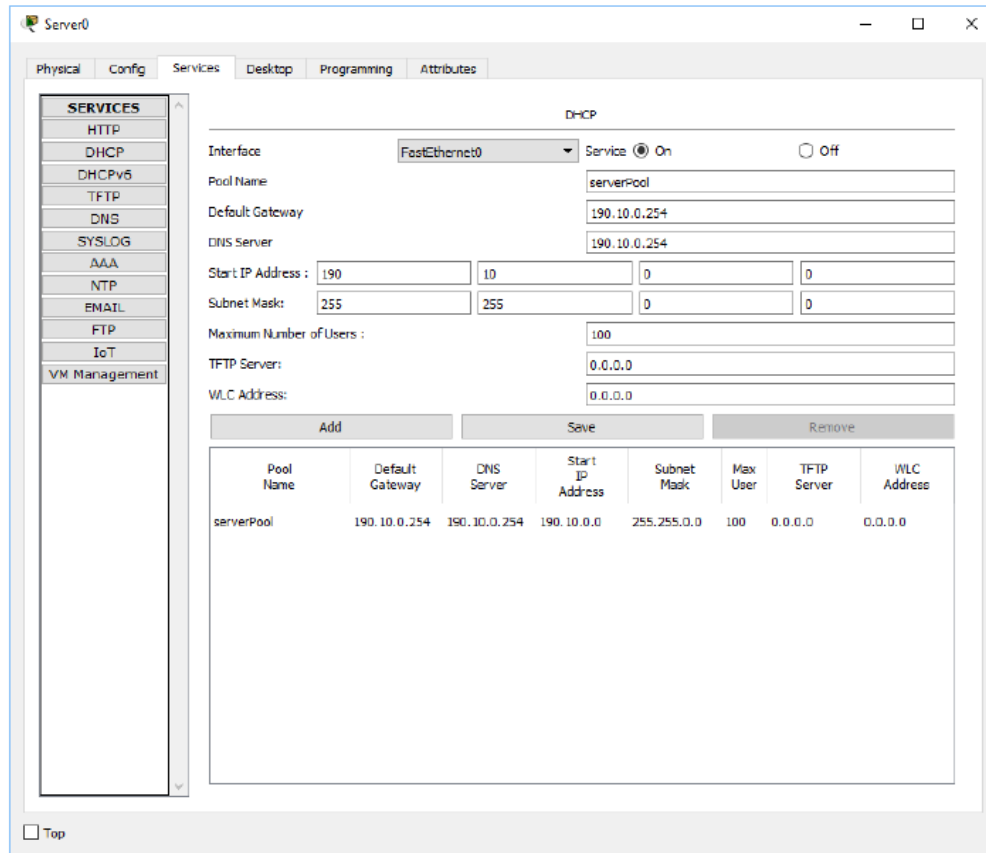 Server0
Physical Config Services Desktop Programming Attributes
SERVICES
HTTP
DHCP
DHCPv6
TFTP
DNS
SYSLOG
AAA
NTP
EMAIL
FTP
IoT
VM Management
DHCP
Interface FastEthernet0 Service On Off
Pool Name serverPool
Default Gateway 190.10.0.254
DNS Server 190.10.0.254
Start IP Address : 190 10 0 0
Subnet Mask: 255 255 0 0
Maximum Number of Users : 100
TFTP Server: 0.0.0.0
WLC Address: 0.0.0.0
Add Save Remove
Pool Name Default Gateway DNS Server Start IP Address Subnet Mask Max User TFTP Server WLC Address
serverPool 190.10.0.254 190.10.0.254 190.10.0.0 255.255.0.0 100 0.0.0.0 0.0.0.0
Top